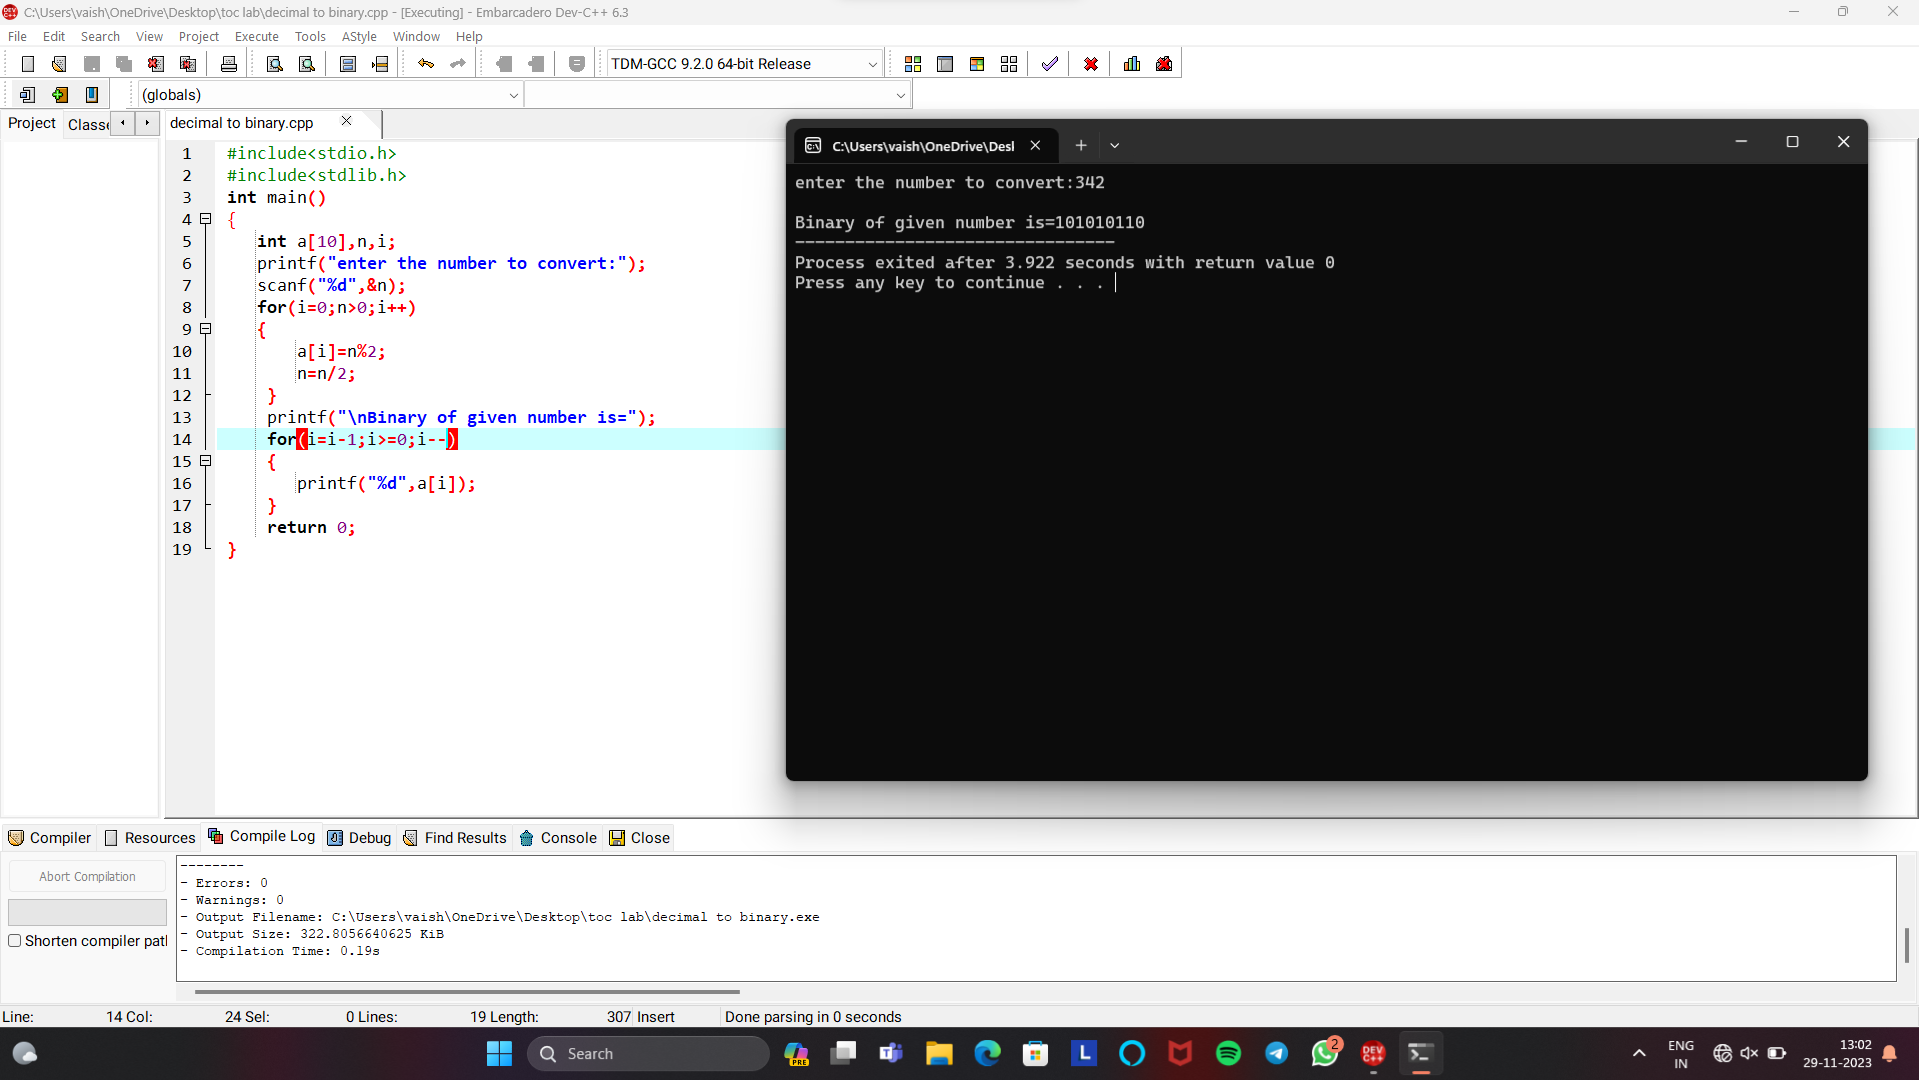 C:\Users\vaish\OneDrive\Desktop\toc lab\decimal to binary.cpp - [Executing] - Embarcadero Dev-C++ 6.3
File Edit Search View Project Execute Tools AStyle Window Help
TDM-GCC 9.2.0 64-bit Release
(globals)
Project Classe
decimal to binary.cpp
1 #include<stdio.h>
2 #include<stdlib.h>
3 int main()
4 {
5 int a[10],n,i;
6 printf("enter the number to convert:");
7 scanf("%d",&n);
8 for(i=0;n>0;i++)
9 {
10 a[i]=n%2;
11 n=n/2;
12 }
13 printf("\nBinary of given number is=");
14 for(i=i-1;i>=0;i--)
15 {
16 printf("%d",a[i]);
17 }
18 return 0;
19 }
C:\Users\vaish\OneDrive\Desl
enter the number to convert:342
Binary of given number is=101010110
--------------------------------
Process exited after 3.922 seconds with return value 0
Press any key to continue . . .
Compiler Resources Compile Log Debug Find Results Console Close
Abort Compilation
Shorten compiler pat
--------
- Errors: 0
- Warnings: 0
- Output Filename: C:\Users\vaish\OneDrive\Desktop\toc lab\decimal to binary.exe
- Output Size: 322.8056640625 KiB
- Compilation Time: 0.19s
Line: 14 Col: 24 Sel: 0 Lines: 19 Length: 307 Insert Done parsing in 0 seconds
Search
PRE
L
2
DEV C++
ENG
IN
13:02
29-11-2023